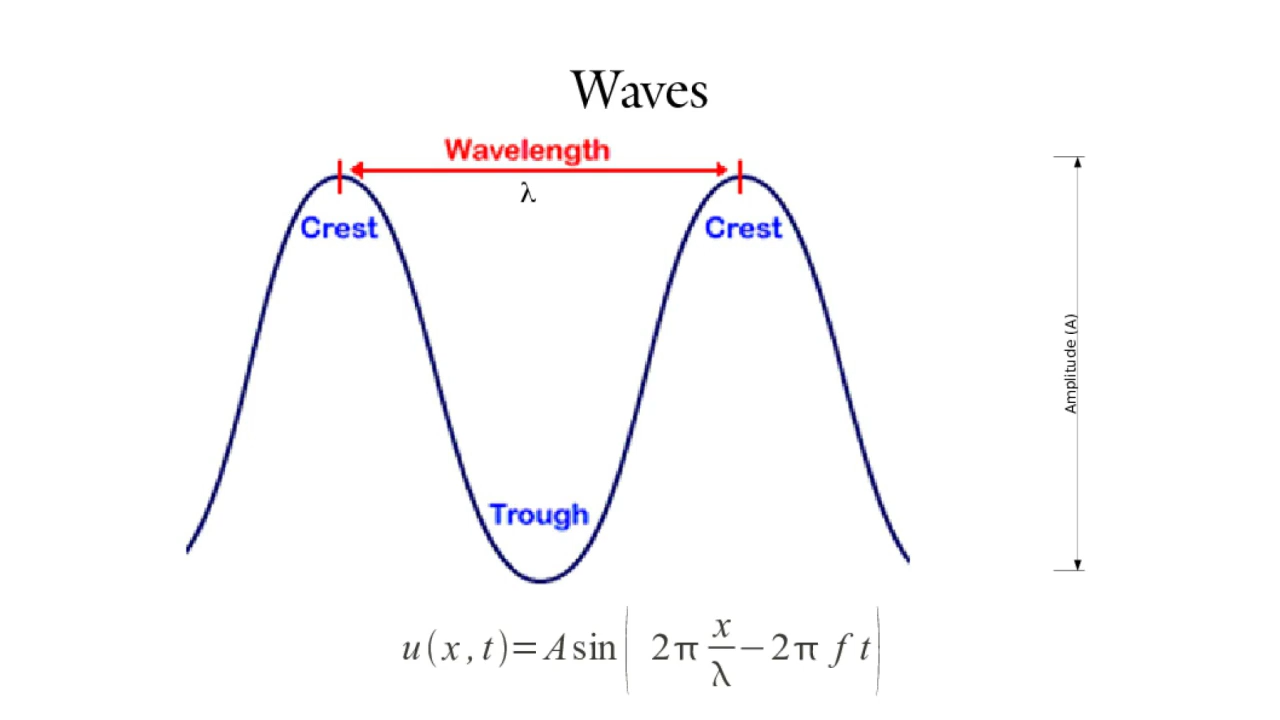 Waves
Wavelength
λ
Crest
Crest
Amplitude (A)
Trough
u(x,t)=A sin( 2π x/λ −2π f t)